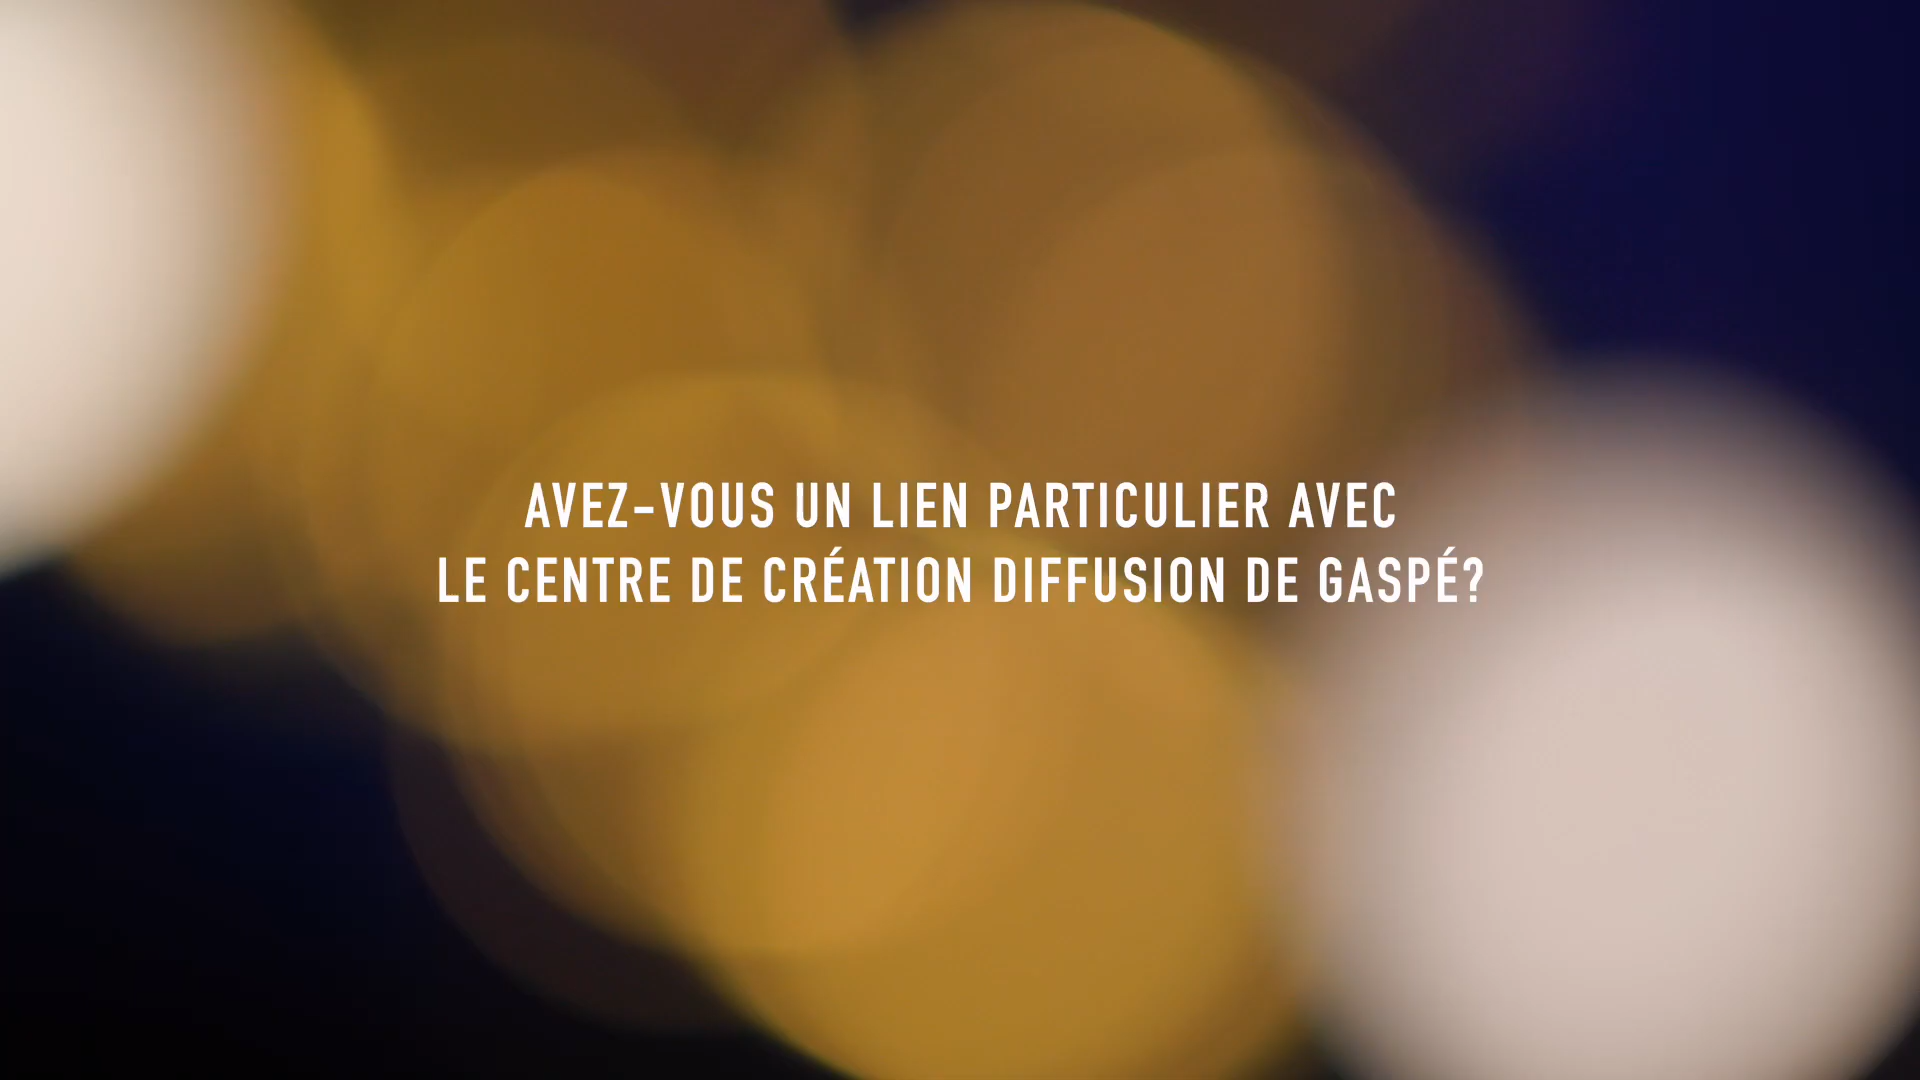 AVEZ-VOUS UN LIEN PARTICULIER AVEC
LE CENTRE DE CRÉATION DIFFUSION DE GASPÉ?